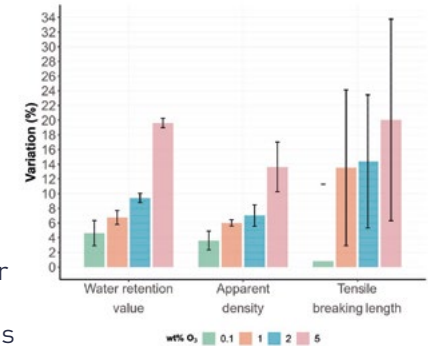 34
32
30
28
26
24
22
20
18
16
14
12
10
8
6
4
2
0
Variation (%)
Water retention
value
Apparent
density
Tensile
breaking length
wt% O₃ 0.1 1 2 5
r
s